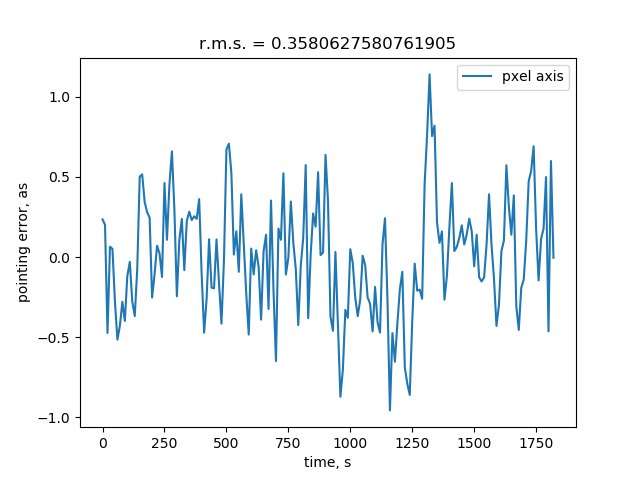 r.m.s. = 0.3580627580761905
pxel axis
1.0
0.5
0.0
−0.5
−1.0
pointing error, as
0 250 500 750 1000 1250 1500 1750
time, s